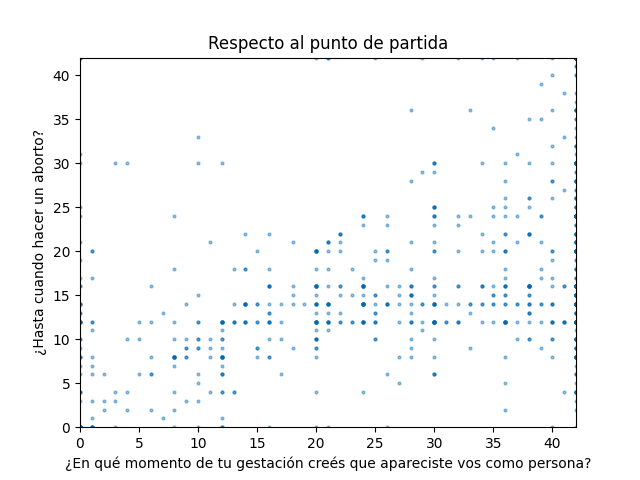 Respecto al punto de partida
¿Hasta cuando hacer un aborto?
40
35
30
25
20
15
10
5
0
0 5 10 15 20 25 30 35 40
¿En qué momento de tu gestación creés que apareciste vos como persona?